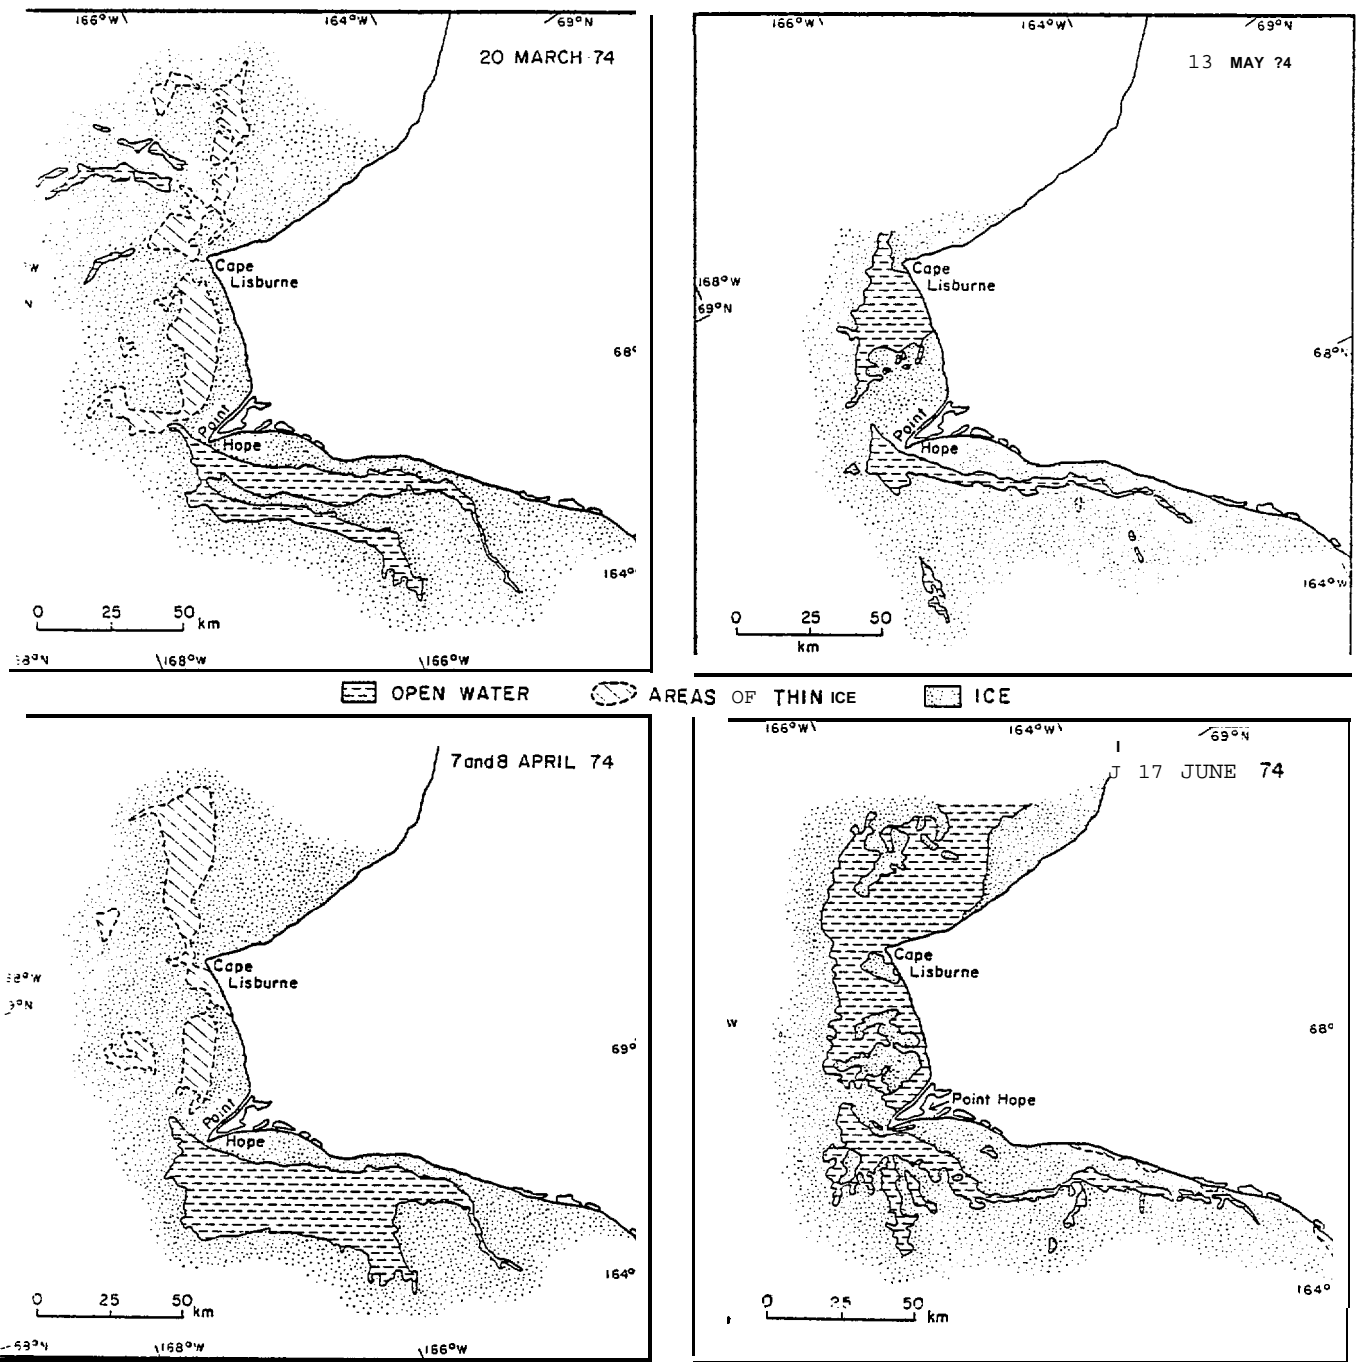 166°W 164°W 69°N
20 MARCH 74
Cape
Lisburne
W
N
68°
Point
Hope
164°
0 25 50
km
8°N 168°W 166°W
166°W 164°W 69°N
13 MAY ?4
Cape
Lisburne
168°W
69°N
68°N
Point
Hope
164°W
0 25 50
km
OPEN WATER AREAS OF THIN ICE ICE
7 and 8 APRIL 74
Cape
Lisburne
8°W
9°N
69°
Point
Hope
164°
0 25 50
km
68°N 168°W 166°W
166°W 164°W 69°N
J 17 JUNE 74
Cape
Lisburne
W
68°
Point Hope
164°
0 25 50
km